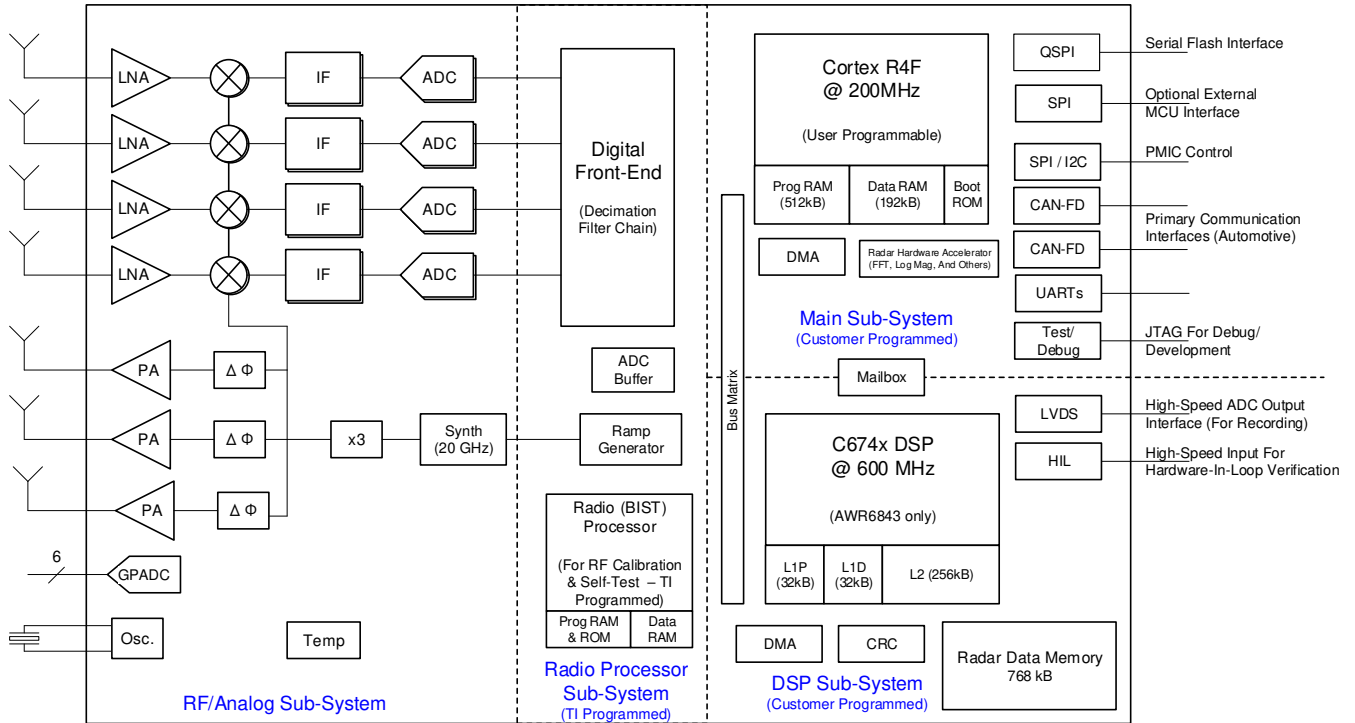 LNA
IF
ADC
LNA
IF
ADC
LNA
IF
ADC
LNA
IF
ADC
PA
Δ Φ
PA
Δ Φ
x3
Synth
(20 GHz)
PA
Δ Φ
6
GPADC
Osc.
Temp
RF/Analog Sub-System
Digital
Front-End
(Decimation
Filter Chain)
ADC
Buffer
Ramp
Generator
Radio (BIST)
Processor
(For RF Calibration
& Self-Test – TI
Programmed)
Prog RAM
& ROM
Data
RAM
Radio Processor
Sub-System
(TI Programmed)
Cortex R4F
@ 200MHz
(User Programmable)
Prog RAM
(512kB)
Data RAM
(192kB)
Boot
ROM
DMA
Radar Hardware Accelerator
(FFT, Log Mag, And Others)
Main Sub-System
(Customer Programmed)
Bus Matrix
Mailbox
C674x DSP
@ 600 MHz
(AWR6843 only)
L1P
(32kB)
L1D
(32kB)
L2 (256kB)
DMA
CRC
Radar Data Memory
768 kB
DSP Sub-System
(Customer Programmed)
QSPI
Serial Flash Interface
SPI
Optional External
MCU Interface
SPI / I2C
PMIC Control
CAN-FD
CAN-FD
Primary Communication
Interfaces (Automotive)
UARTs
Test/
Debug
JTAG For Debug/
Development
LVDS
High-Speed ADC Output
Interface (For Recording)
HIL
High-Speed Input For
Hardware-In-Loop Verification